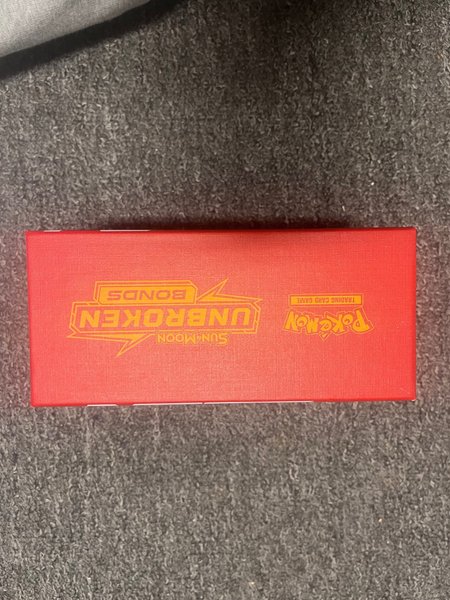 Pokémon
TRADING CARD GAME
SUN & MOON
UNBROKEN
BONDS